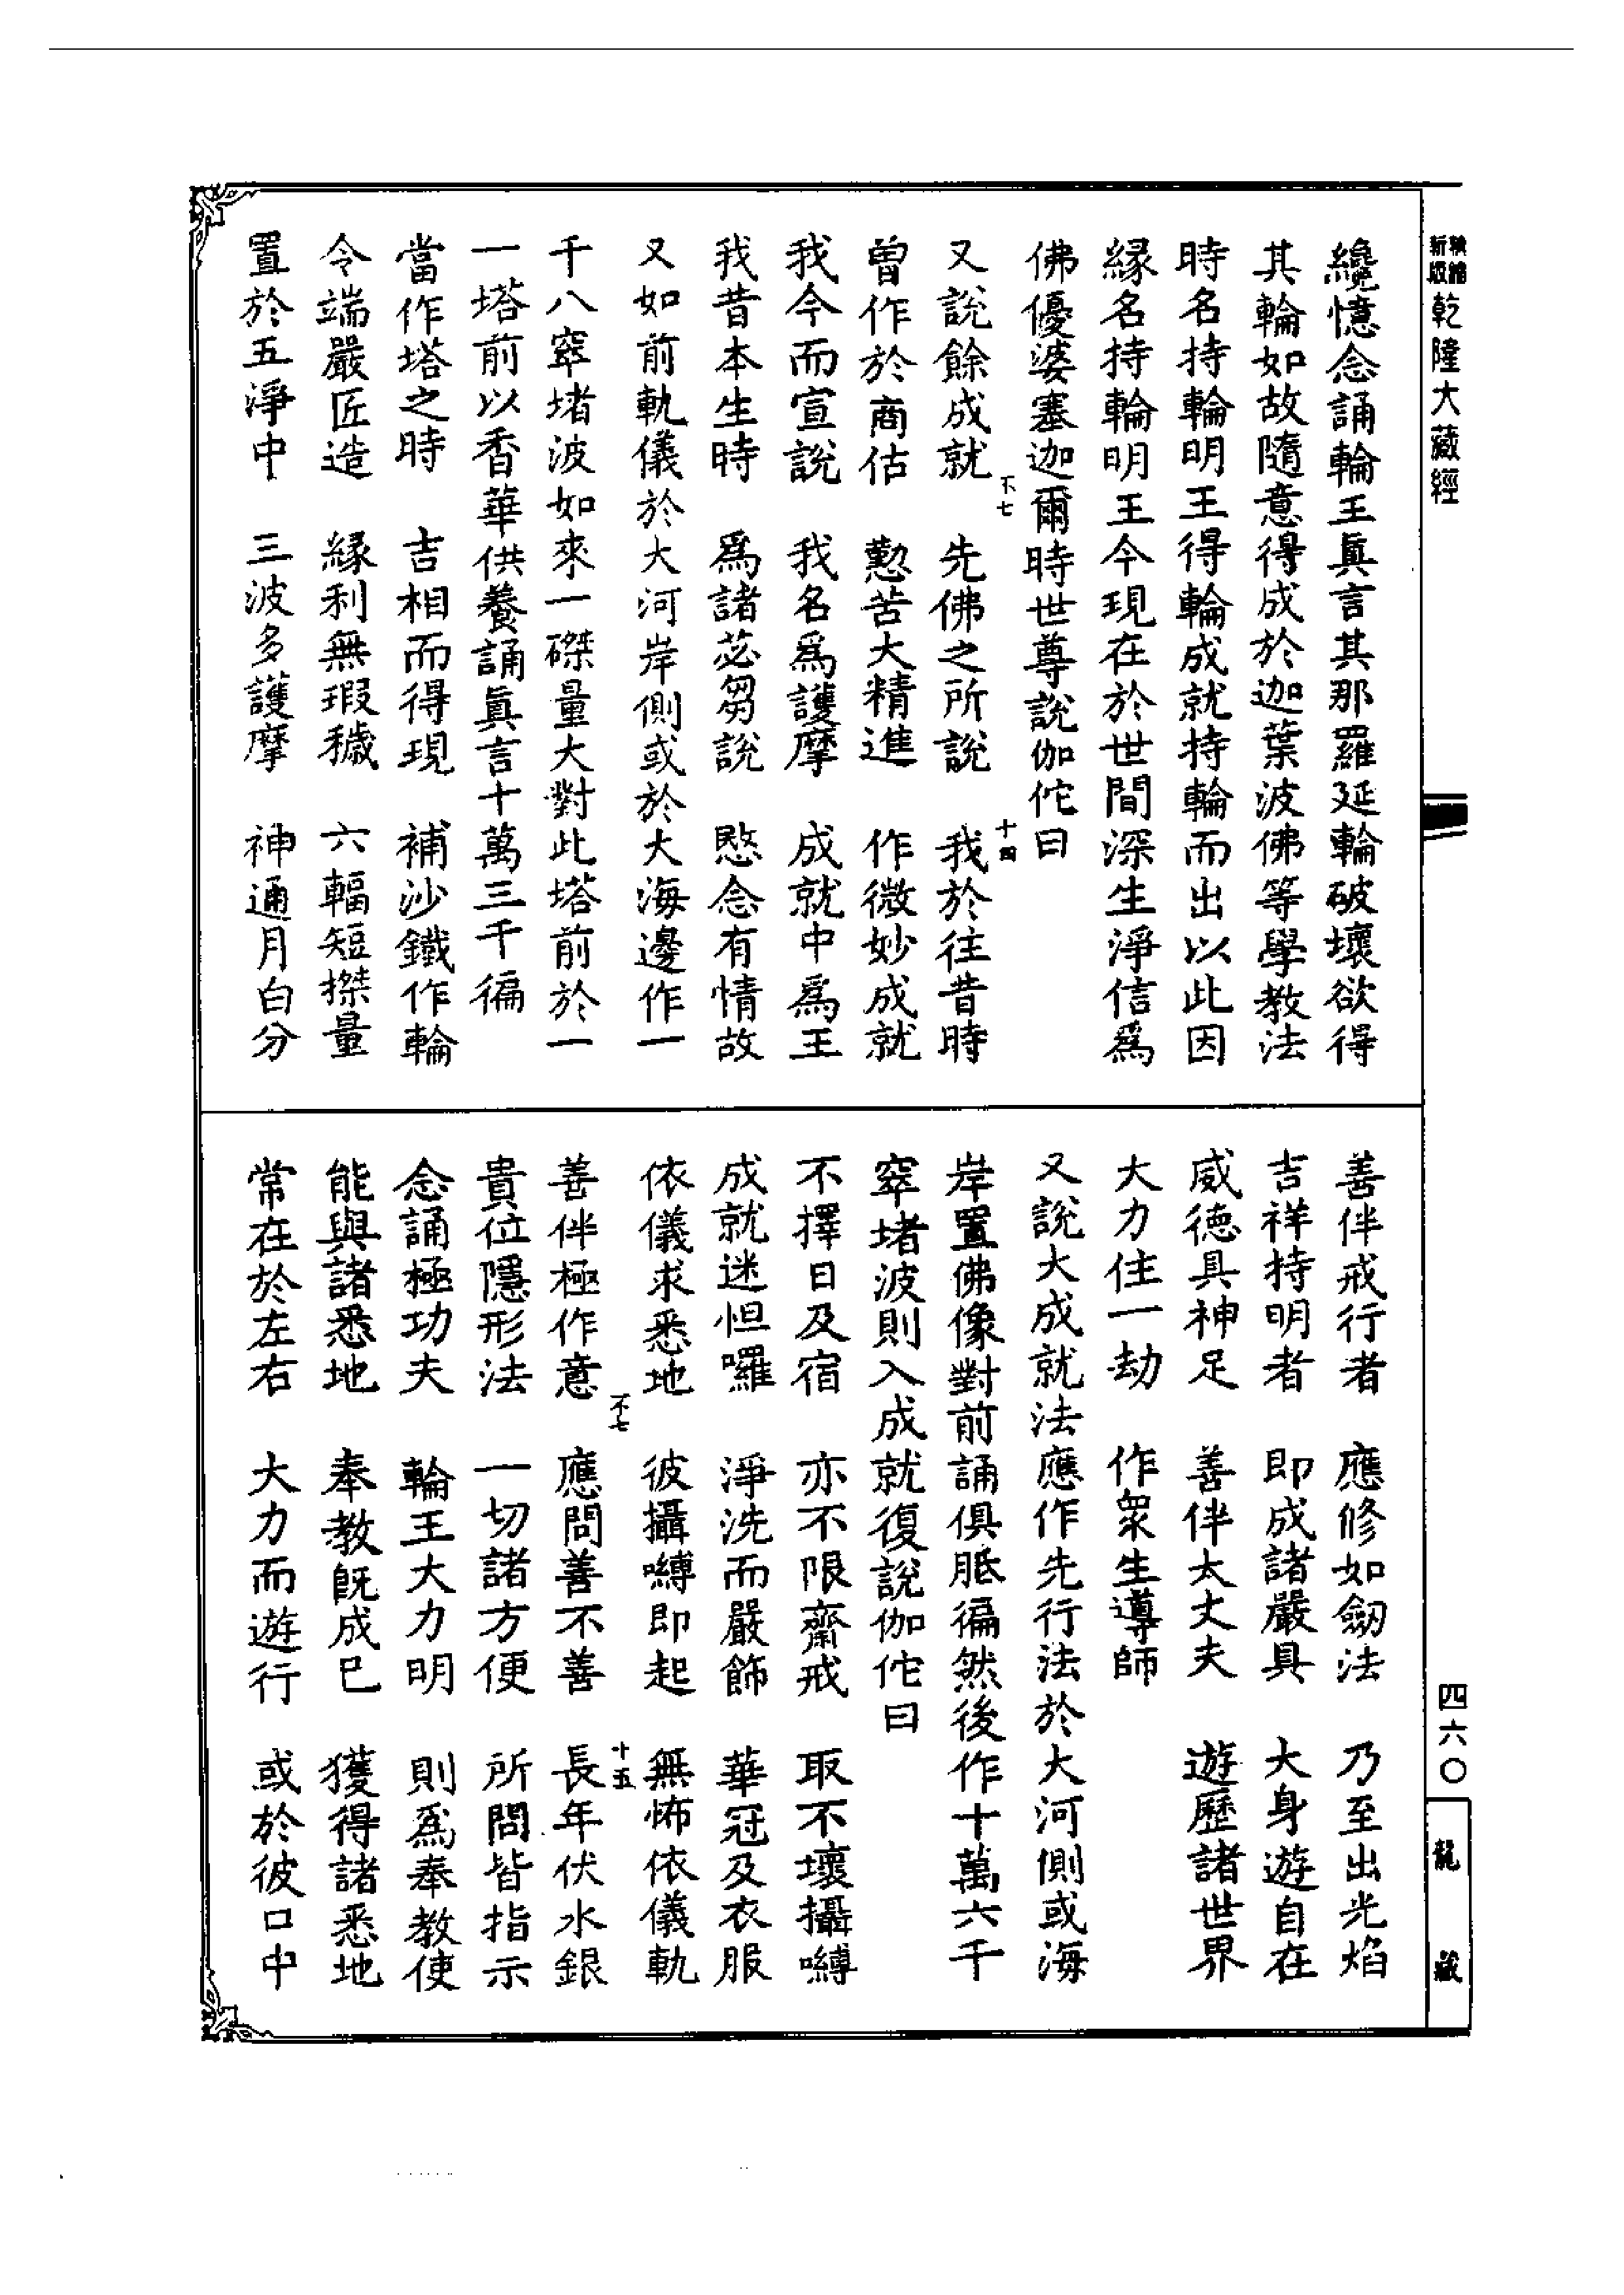 乾隆大藏經
纔憶念誦輪王眞言其那羅延輪破壞欲得
其輪如故隨意得成於迦葉波佛等學教法
時名持輪明王得輪成就持輪而出以此因
緣名持輪明王今現在於世間深生淨信爲
佛優婆塞迦爾時世尊說伽佗曰
又說餘成就　先佛之所說　我於往昔時
曾作於商估　懃苦大精進　作微妙成就
我今而宣說　我名爲護摩　成就中爲王
我昔本生時　爲諸苾芻說　愍念有情故
又如前軌儀於大河岸側或於大海邊作一
千八窣堵波如來一磔量大對此塔前於一
一塔前以香華供養誦眞言十萬三千徧
當作塔之時　吉相而得現　補沙鐵作輪
令端嚴匠造　緣利無瑕穢　六輻短搩量
置於五淨中　三波多護摩　神通月白分
不七
十四
善伴戒行者　應修如劒法　乃至出光焰
吉祥持明者　即成諸嚴具　大身遊自在
威德具神足　善伴太丈夫　遊歷諸世界
大力住一劫　作衆生導師
又說大成就法應作先行法於大河側或海
岸置佛像對前誦俱胝徧然後作十萬六千
窣堵波則入成就復說伽佗曰
不擇日及宿　亦不限齋戒　取不壞攝嚩
成就迷怛囉　淨洗而嚴飾　華冠及衣服
依儀求悉地　彼攝嚩即起　無怖依儀軌
善伴極作意　應問善不善　長年伏水銀
貴位隱形法　一切諸方便　所問皆指示
念誦極功夫　輪王大力明　則爲奉教使
能與諸悉地　奉教旣成已　獲得諸悉地
常在於左右　大力而遊行　或於彼口中
不七
十五
四六〇
龍藏